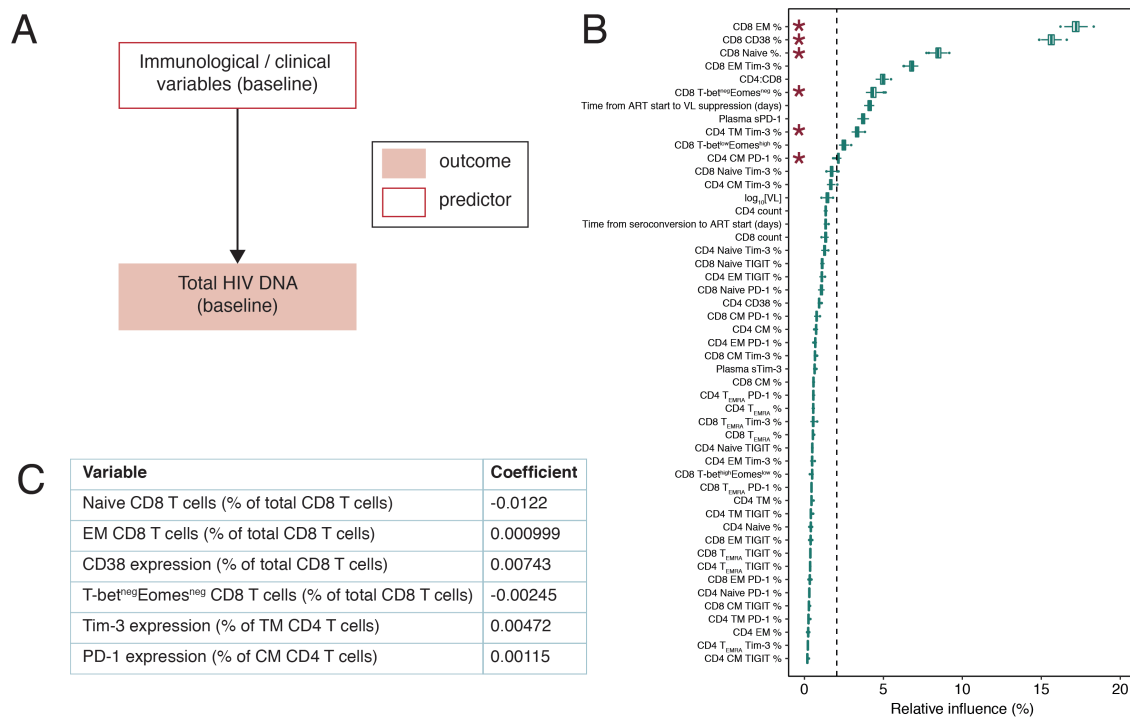 A
Immunological / clinical
variables (baseline)
outcome
predictor
Total HIV DNA
(baseline)
B
CD8 EM %
CD8 CD38 %
CD8 Naive %.
CD8 EM Tim-3 %
CD4:CD8
CD8 T-betⁿᵉᵍEomesⁿᵉᵍ %
Time from ART start to VL suppression (days)
Plasma sPD-1
CD4 TM Tim-3 %
CD8 T-betˡᵒʷEomesʰⁱᵍʰ %
CD4 CM PD-1 %
CD8 Naive Tim-3 %
CD4 CM Tim-3 %
log₁₀[VL]
CD4 count
Time from seroconversion to ART start (days)
CD8 count
CD4 Naive Tim-3 %
CD8 Naive TIGIT %
CD4 EM TIGIT %
CD8 Naive PD-1 %
CD4 CD38 %
CD8 CM PD-1 %
CD4 CM %
CD4 EM PD-1 %
CD8 CM Tim-3 %
Plasma sTim-3
CD8 CM %
CD4 T_EMRA PD-1 %
CD4 T_EMRA %
CD8 T_EMRA Tim-3 %
CD8 T_EMRA %
CD4 Naive TIGIT %
CD4 EM Tim-3 %
CD8 T-betʰⁱᵍʰEomesˡᵒʷ %
CD8 T_EMRA PD-1 %
CD4 TM %
CD4 TM TIGIT %
CD4 Naive %
CD8 EM TIGIT %
CD8 T_EMRA TIGIT %
CD4 T_EMRA TIGIT %
CD8 EM PD-1 %
CD4 Naive PD-1 %
CD8 CM TIGIT %
CD4 TM PD-1 %
CD4 EM %
CD4 T_EMRA Tim-3 %
CD4 CM TIGIT %
0 5 10 15 20
Relative influence (%)
C
Variable Coefficient
Naive CD8 T cells (% of total CD8 T cells) -0.0122
EM CD8 T cells (% of total CD8 T cells) 0.000999
CD38 expression (% of total CD8 T cells) 0.00743
T-betⁿᵉᵍEomesⁿᵉᵍ CD8 T cells (% of total CD8 T cells) -0.00245
Tim-3 expression (% of TM CD4 T cells) 0.00472
PD-1 expression (% of CM CD4 T cells) 0.00115